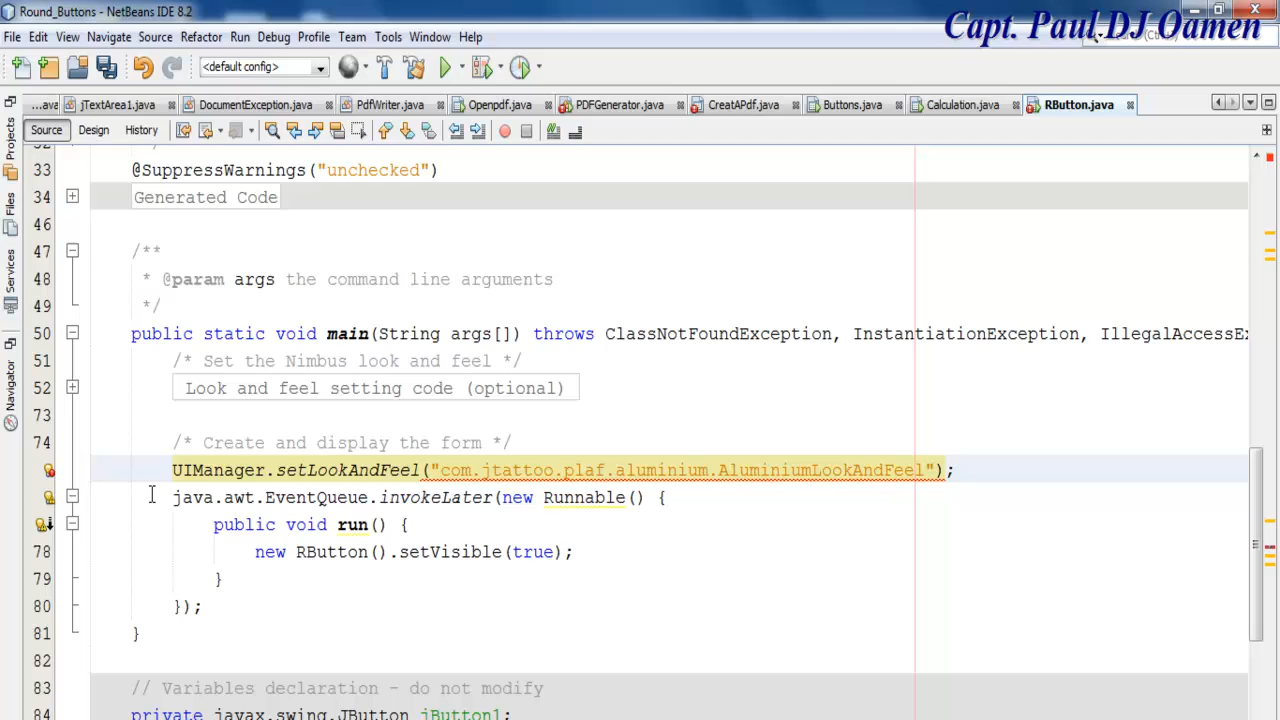 Round_Buttons - NetBeans IDE 8.2
Capt. Paul DJ Oamen
File Edit View Navigate Source Refactor Run Debug Profile Team Tools Window Help
<default config>
...ava jTextArea1.java DocumentException.java PdfWriter.java Openpdf.java PDFGenerator.java CreatAPdf.java Buttons.java Calculation.java RButton.java
Source Design History
Projects
Files
Services
Navigator
32 */
33 @SuppressWarnings("unchecked")
34 Generated Code
46
47 /**
48 * @param args the command line arguments
49 */
50 public static void main(String args[]) throws ClassNotFoundException, InstantiationException, IllegalAccessEx
51 /* Set the Nimbus look and feel */
52 Look and feel setting code (optional)
73
74 /* Create and display the form */
UIManager.setLookAndFeel("com.jtattoo.plaf.aluminium.AluminiumLookAndFeel");
java.awt.EventQueue.invokeLater(new Runnable() {
public void run() {
78 new RButton().setVisible(true);
79 }
80 });
81 }
82
83 // Variables declaration - do not modify
84 private javax.swing.JButton jButton1;